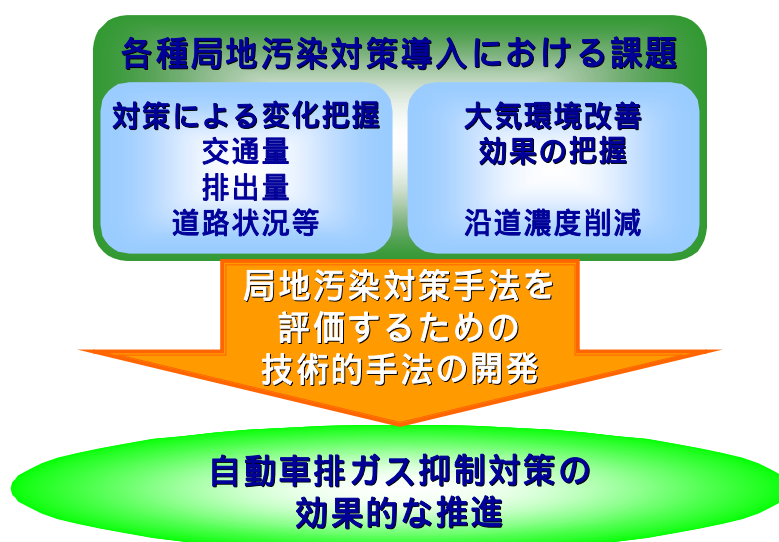 各種局地汚染対策導入における課題
対策による変化把握
交通量
排出量
道路状況等
大気環境改善
効果の把握
沿道濃度削減
局地汚染対策手法を
評価するための
技術的手法の開発
自動車排ガス抑制対策の
効果的な推進